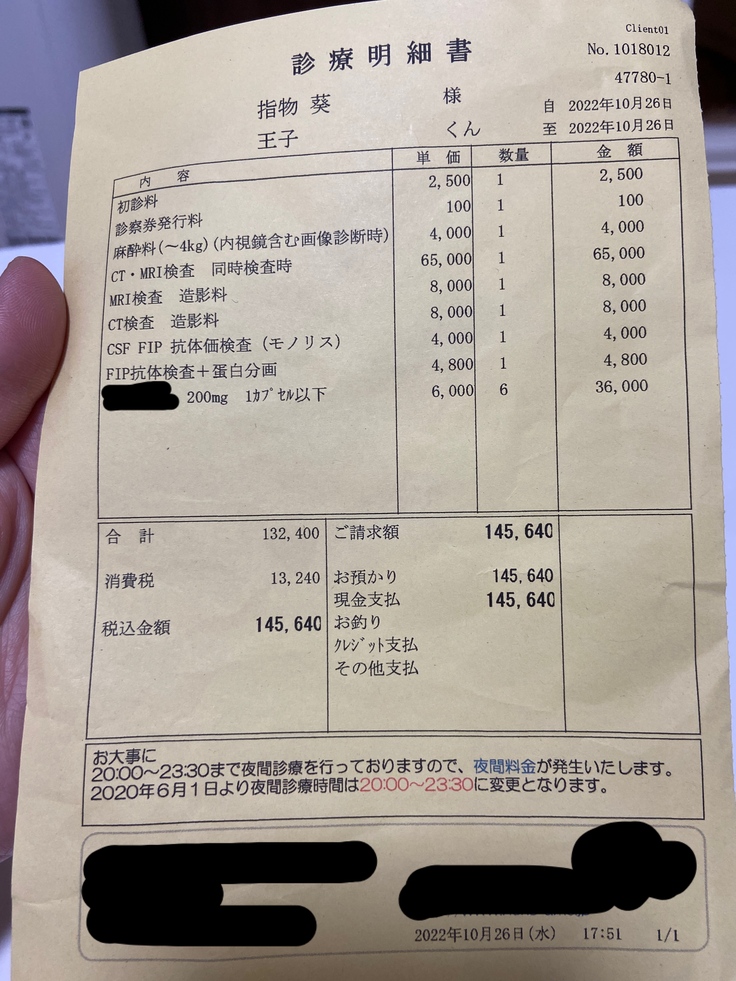 Client01
診療明細書
No. 1018012
47780-1
指物 葵 様
自 2022年10月26日
王子 くん
至 2022年10月26日
内 容 単 価 数量 金 額
初診料 2,500 1 2,500
診察券発行料 100 1 100
麻酔料(～4kg)(内視鏡含む画像診断時) 4,000 1 4,000
CT・MRI検査 同時検査時 65,000 1 65,000
MRI検査 造影料 8,000 1 8,000
CT検査 造影料 8,000 1 8,000
CSF FIP 抗体価検査 (モノリス) 4,000 1 4,000
FIP抗体検査＋蛋白分画 4,800 1 4,800
200mg 1ｶﾌﾟｾﾙ以下 6,000 6 36,000
合 計 132,400 ご請求額 145,640
消費税 13,240 お預かり 145,640
現金支払 145,640
税込金額 145,640 お釣り
ｸﾚｼﾞｯﾄ支払
その他支払
お大事に
20:00～23:30まで夜間診療を行っておりますので、夜間料金が発生いたします。
2020年6月1日より夜間診療時間は20:00～23:30に変更となります。
2022年10月26日(水) 17:51 1/1